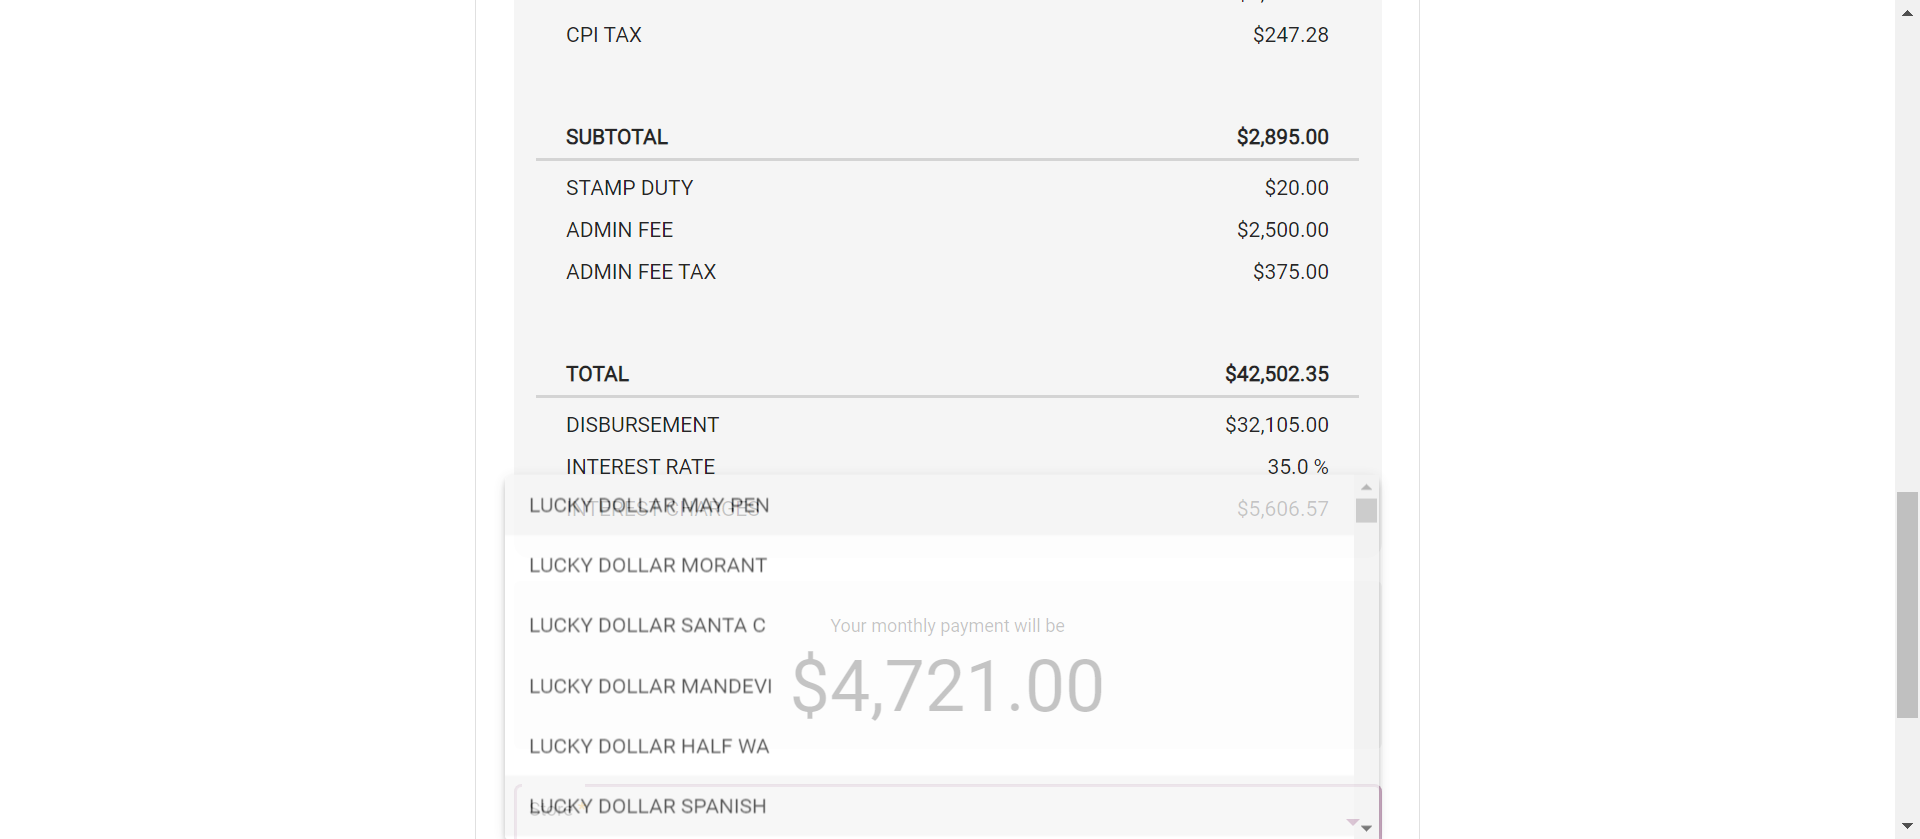 CPI TAX $247.28
SUBTOTAL $2,895.00
STAMP DUTY $20.00
ADMIN FEE $2,500.00
ADMIN FEE TAX $375.00
TOTAL $42,502.35
DISBURSEMENT $32,105.00
INTEREST RATE 35.0 %
INTEREST CHARGES $5,606.57
LUCKY DOLLAR MAY PEN
LUCKY DOLLAR MORANT
LUCKY DOLLAR SANTA C
Your monthly payment will be
LUCKY DOLLAR MANDEVI
$4,721.00
LUCKY DOLLAR HALF WA
Store *
LUCKY DOLLAR SPANISH